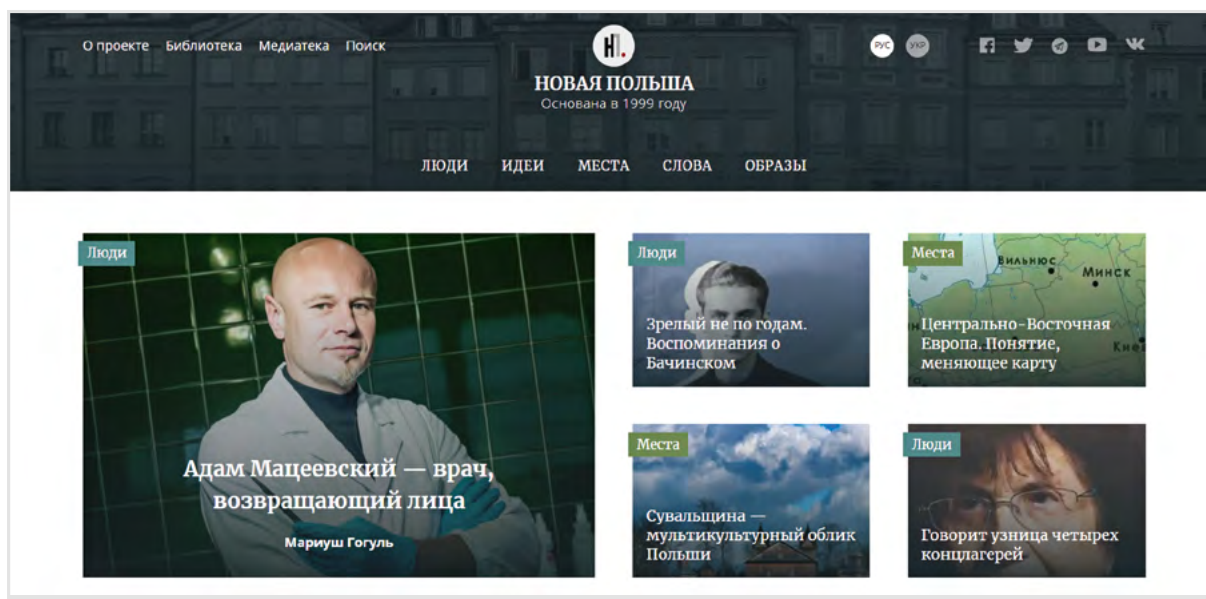 О проекте Библиотека Медиатека Поиск
НП.
РУС УКР
НОВАЯ ПОЛЬША
Основана в 1999 году
ЛЮДИ ИДЕИ МЕСТА СЛОВА ОБРАЗЫ
Люди
Адам Мацеевский — врач,
возвращающий лица
Мариуш Гогуль
Люди
Зрелый не по годам.
Воспоминания о
Бачинском
Места
Вильнюс
Минск
Центрально-Восточная
Европа. Понятие,
меняющее карту
Места
Сувальщина —
мультикультурный облик
Польши
Люди
Говорит узница четырех
концлагерей